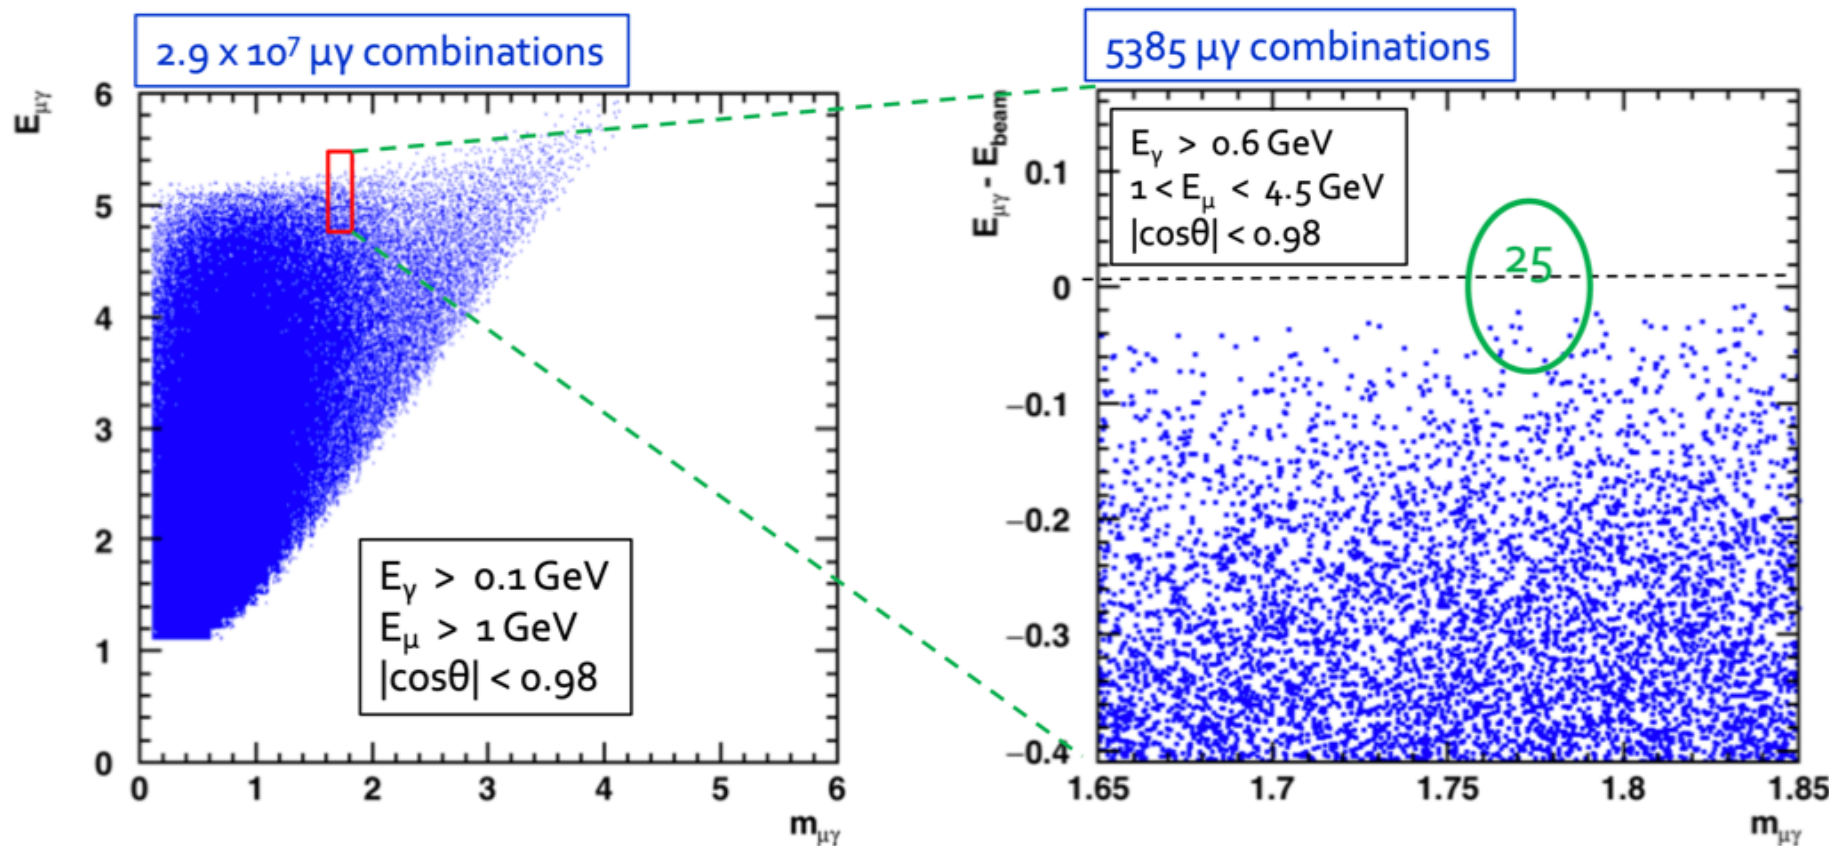 2.9 x 10⁷ μγ combinations
5385 μγ combinations
E_μγ
6
5
4
3
2
1
0
0 1 2 3 4 5 6
m_μγ
E_γ > 0.1 GeV
E_μ > 1 GeV
|cosθ| < 0.98
E_μγ - E_beam
0.1
0
−0.1
−0.2
−0.3
−0.4
1.65 1.7 1.75 1.8 1.85
m_μγ
E_γ > 0.6 GeV
1 < E_μ < 4.5 GeV
|cosθ| < 0.98
25